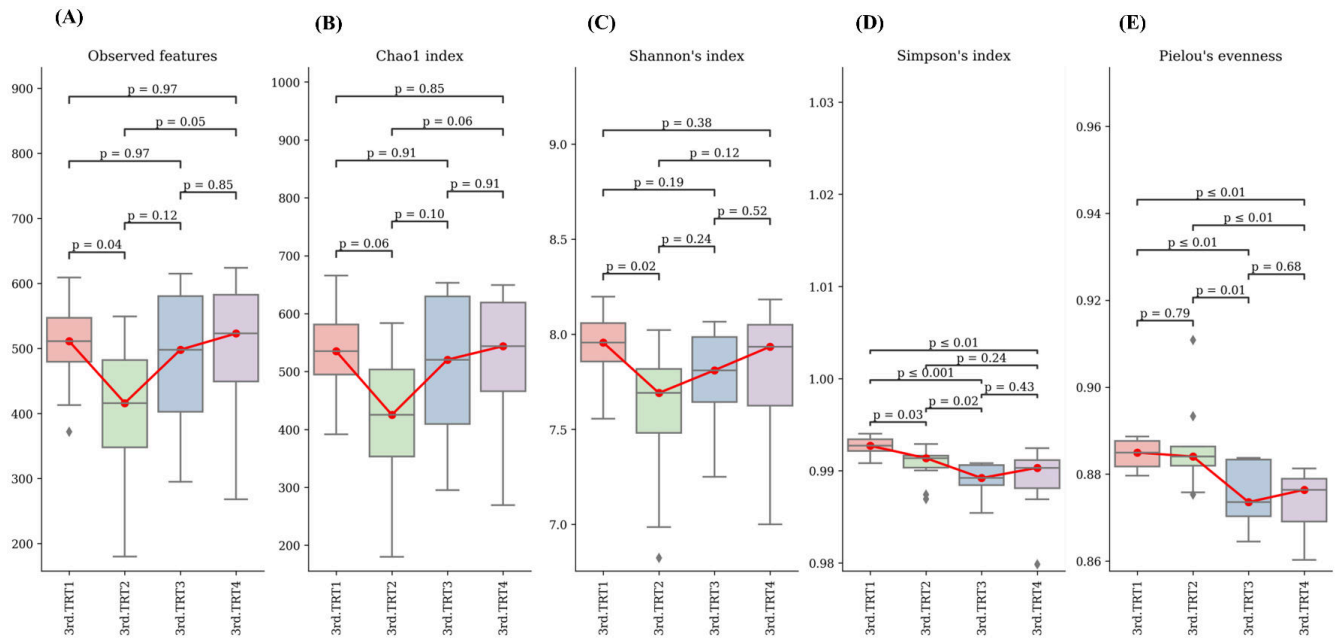 (A)
Observed features
900
800
700
600
500
400
300
200
p = 0.97
p = 0.05
p = 0.97
p = 0.85
p = 0.12
p = 0.04
3rd.TRT1
3rd.TRT2
3rd.TRT3
3rd.TRT4
(B)
Chao1 index
1000
900
800
700
600
500
400
300
200
p = 0.85
p = 0.06
p = 0.91
p = 0.91
p = 0.10
p = 0.06
3rd.TRT1
3rd.TRT2
3rd.TRT3
3rd.TRT4
(C)
Shannon's index
9.0
8.5
8.0
7.5
7.0
p = 0.38
p = 0.12
p = 0.19
p = 0.52
p = 0.24
p = 0.02
3rd.TRT1
3rd.TRT2
3rd.TRT3
3rd.TRT4
(D)
Simpson's index
1.03
1.02
1.01
1.00
0.99
0.98
p ≤ 0.01
p = 0.24
p ≤ 0.001
p = 0.43
p = 0.02
p = 0.03
3rd.TRT1
3rd.TRT2
3rd.TRT3
3rd.TRT4
(E)
Pielou's evenness
0.96
0.94
0.92
0.90
0.88
0.86
p ≤ 0.01
p ≤ 0.01
p ≤ 0.01
p = 0.68
p = 0.01
p = 0.79
3rd.TRT1
3rd.TRT2
3rd.TRT3
3rd.TRT4